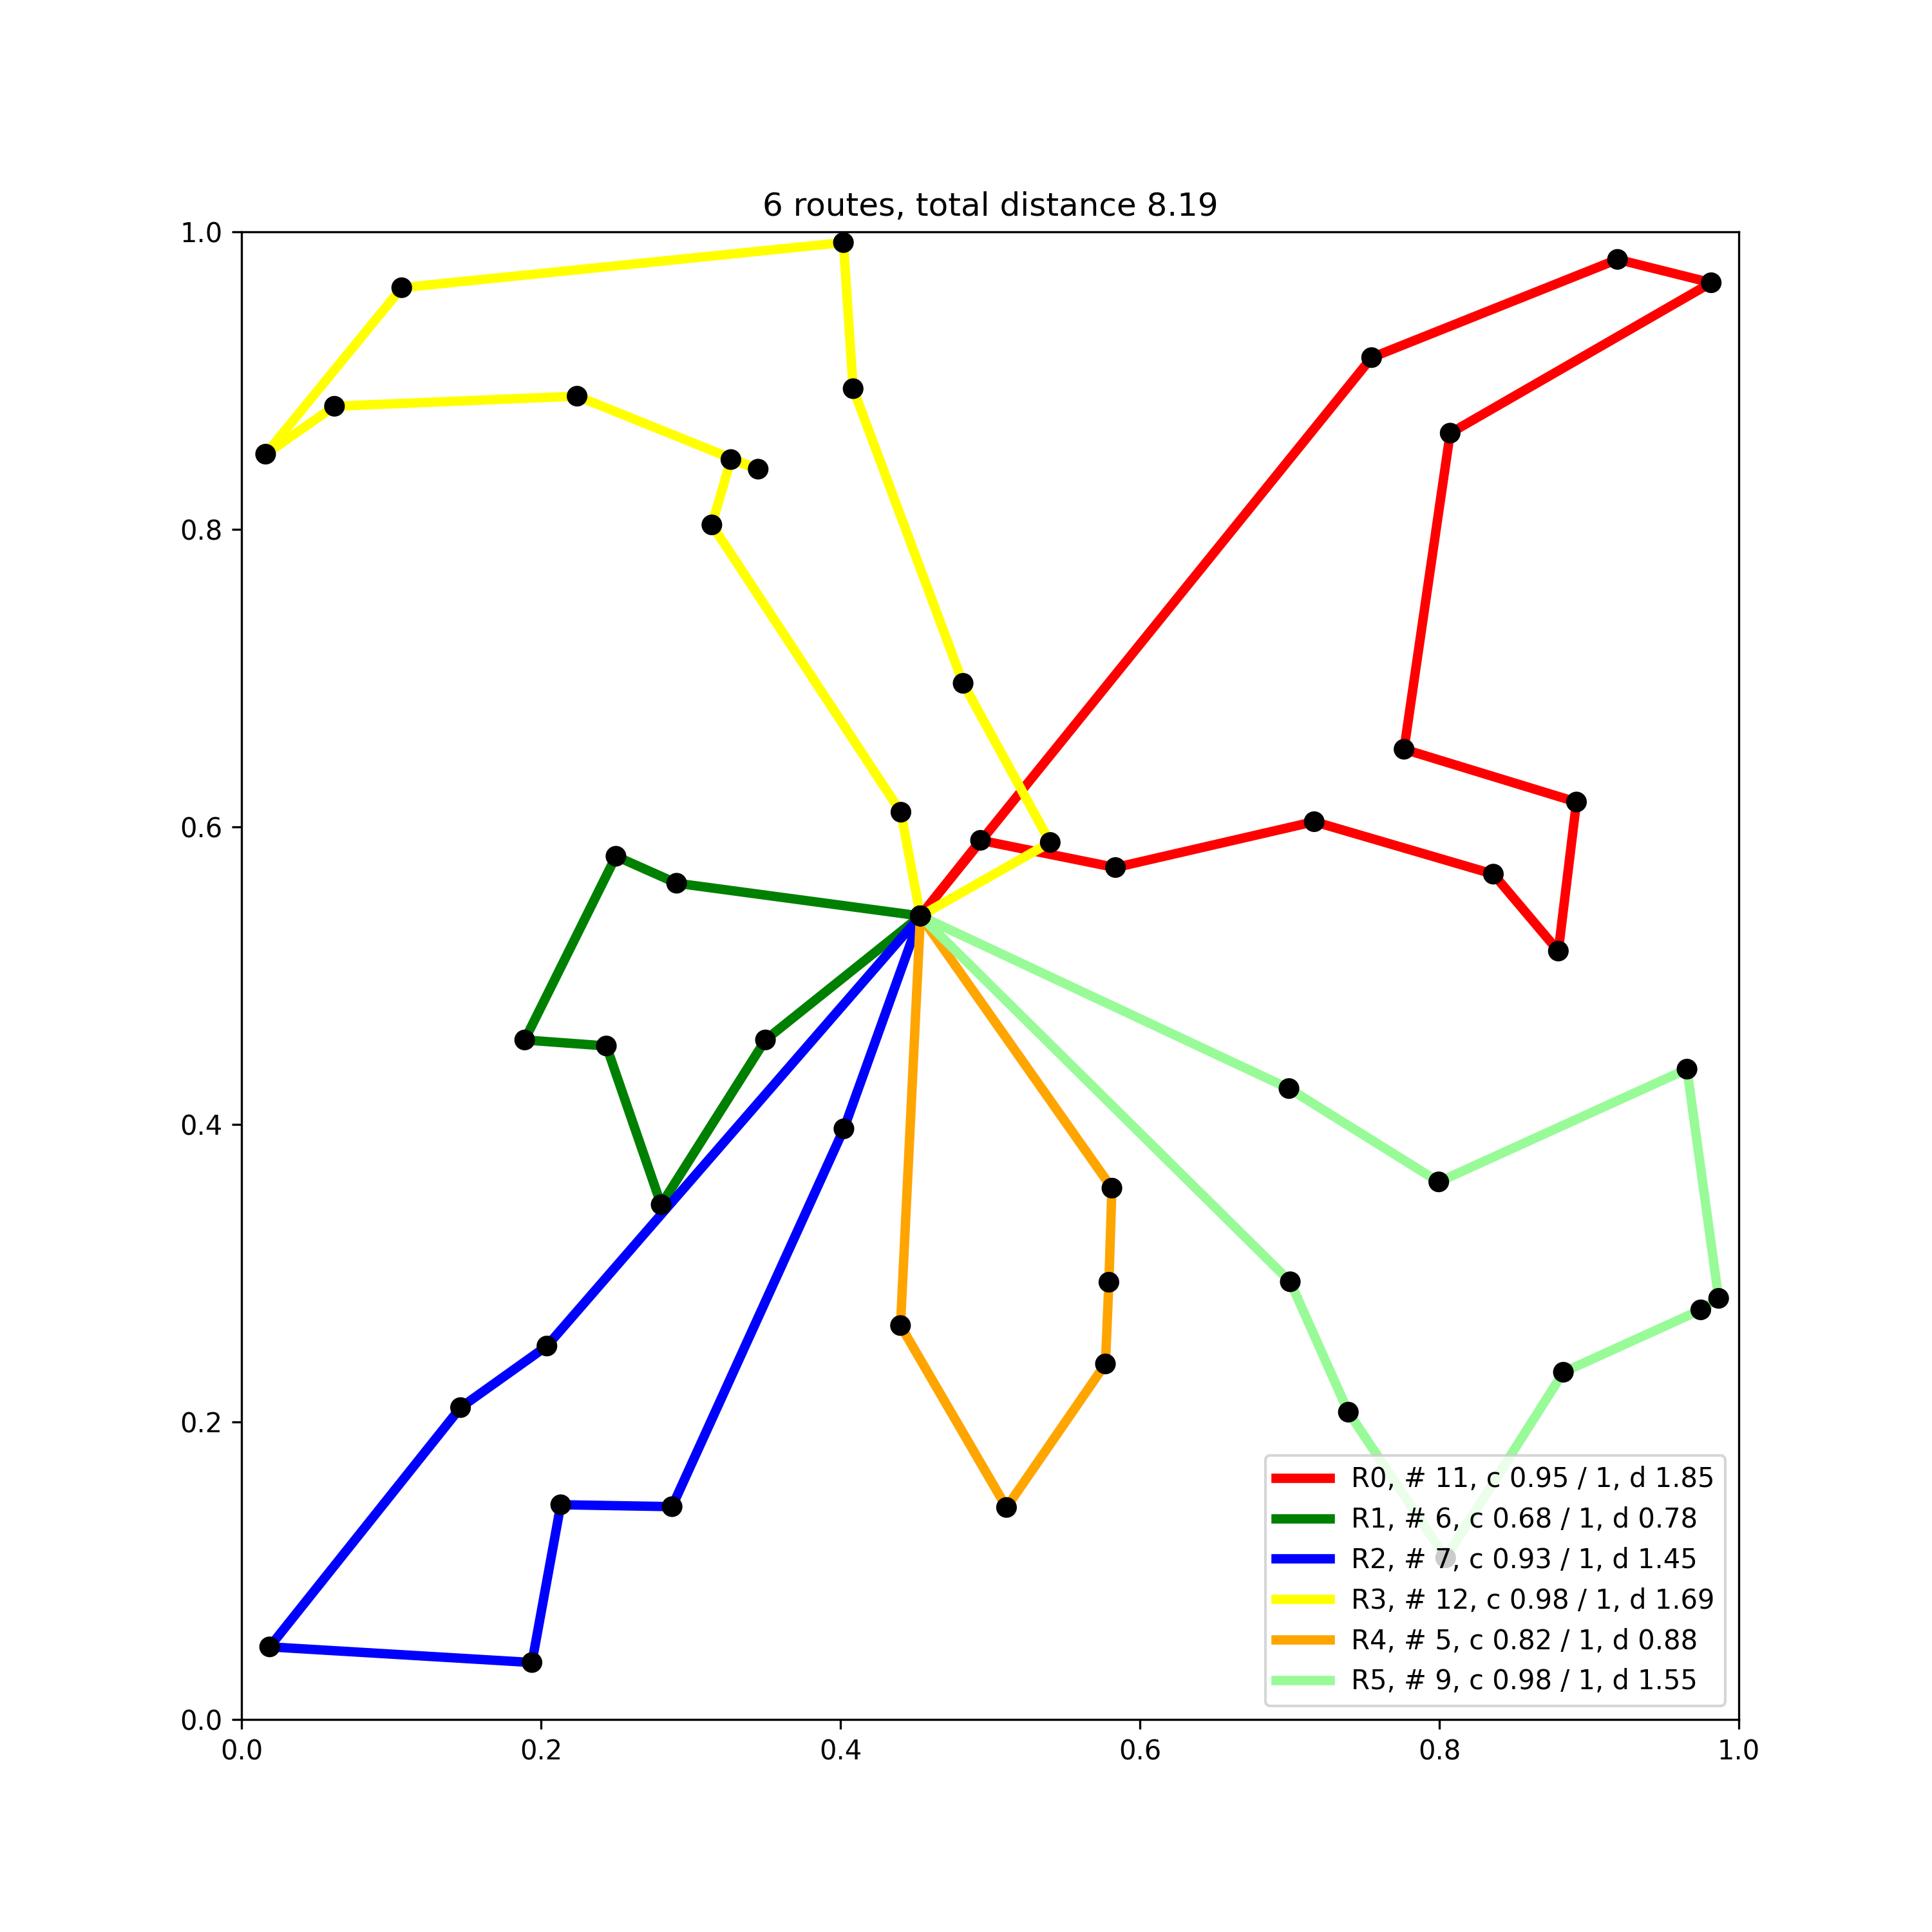 6 routes, total distance 8.19
1.0
0.8
0.6
0.4
0.2
0.0
R0, # 11, c 0.95 / 1, d 1.85
R1, # 6, c 0.68 / 1, d 0.78
R2, # 7, c 0.93 / 1, d 1.45
R3, # 12, c 0.98 / 1, d 1.69
R4, # 5, c 0.82 / 1, d 0.88
R5, # 9, c 0.98 / 1, d 1.55
0.0 0.2 0.4 0.6 0.8 1.0